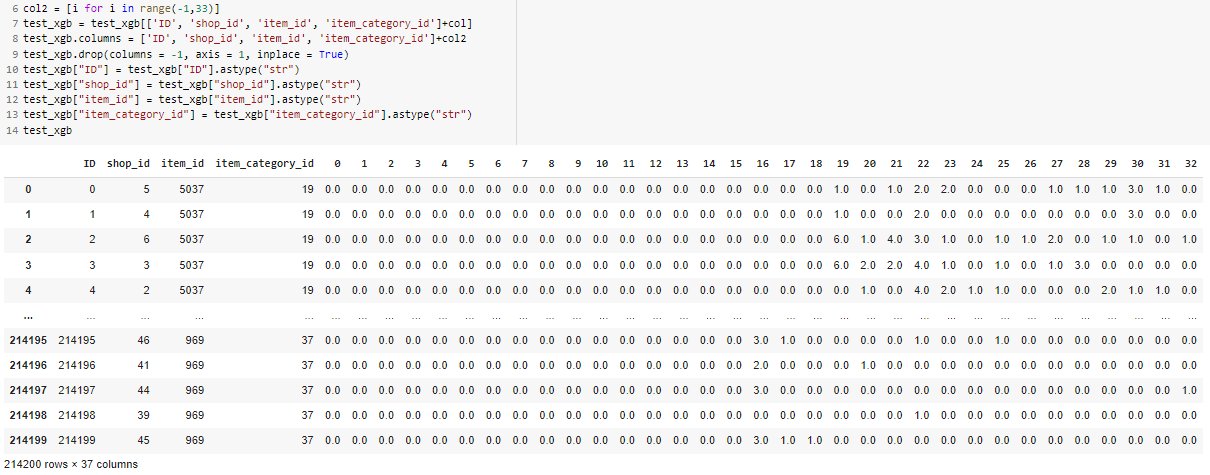 6 col2 = [i for i in range(-1,33)]
7 test_xgb = test_xgb[['ID', 'shop_id', 'item_id', 'item_category_id']+col]
8 test_xgb.columns = ['ID', 'shop_id', 'item_id', 'item_category_id']+col2
9 test_xgb.drop(columns = -1, axis = 1, inplace = True)
10 test_xgb["ID"] = test_xgb["ID"].astype("str")
11 test_xgb["shop_id"] = test_xgb["shop_id"].astype("str")
12 test_xgb["item_id"] = test_xgb["item_id"].astype("str")
13 test_xgb["item_category_id"] = test_xgb["item_category_id"].astype("str")
14 test_xgb
ID shop_id item_id item_category_id 0 1 2 3 4 5 6 7 8 9 10 11 12 13 14 15 16 17 18 19 20 21 22 23 24 25 26 27 28 29 30 31 32
0 0 5 5037 19 0.0 0.0 0.0 0.0 0.0 0.0 0.0 0.0 0.0 0.0 0.0 0.0 0.0 0.0 0.0 0.0 0.0 0.0 0.0 1.0 0.0 1.0 2.0 2.0 0.0 0.0 0.0 1.0 1.0 1.0 3.0 1.0 0.0
1 1 4 5037 19 0.0 0.0 0.0 0.0 0.0 0.0 0.0 0.0 0.0 0.0 0.0 0.0 0.0 0.0 0.0 0.0 0.0 0.0 0.0 1.0 0.0 0.0 2.0 0.0 0.0 0.0 0.0 0.0 0.0 0.0 3.0 0.0 0.0
2 2 6 5037 19 0.0 0.0 0.0 0.0 0.0 0.0 0.0 0.0 0.0 0.0 0.0 0.0 0.0 0.0 0.0 0.0 0.0 0.0 0.0 6.0 1.0 4.0 3.0 1.0 0.0 1.0 1.0 2.0 0.0 1.0 1.0 0.0 1.0
3 3 3 5037 19 0.0 0.0 0.0 0.0 0.0 0.0 0.0 0.0 0.0 0.0 0.0 0.0 0.0 0.0 0.0 0.0 0.0 0.0 0.0 6.0 2.0 2.0 4.0 1.0 0.0 1.0 0.0 1.0 3.0 0.0 0.0 0.0 0.0
4 4 2 5037 19 0.0 0.0 0.0 0.0 0.0 0.0 0.0 0.0 0.0 0.0 0.0 0.0 0.0 0.0 0.0 0.0 0.0 0.0 0.0 0.0 1.0 0.0 4.0 2.0 1.0 1.0 0.0 0.0 0.0 2.0 1.0 1.0 0.0
... ... ... ... ... ... ... ... ... ... ... ... ... ... ... ... ... ... ... ... ... ... ... ... ... ... ... ... ... ... ... ... ... ... ... ... ... ... ...
214195 214195 46 969 37 0.0 0.0 0.0 0.0 0.0 0.0 0.0 0.0 0.0 0.0 0.0 0.0 0.0 0.0 0.0 0.0 3.0 1.0 0.0 0.0 0.0 0.0 1.0 0.0 0.0 1.0 0.0 0.0 0.0 0.0 0.0 0.0 0.0
214196 214196 41 969 37 0.0 0.0 0.0 0.0 0.0 0.0 0.0 0.0 0.0 0.0 0.0 0.0 0.0 0.0 0.0 0.0 2.0 0.0 0.0 0.0 1.0 0.0 0.0 0.0 0.0 0.0 0.0 0.0 0.0 0.0 0.0 0.0 0.0
214197 214197 44 969 37 0.0 0.0 0.0 0.0 0.0 0.0 0.0 0.0 0.0 0.0 0.0 0.0 0.0 0.0 0.0 0.0 3.0 0.0 0.0 0.0 0.0 0.0 0.0 0.0 0.0 0.0 0.0 0.0 0.0 0.0 0.0 0.0 1.0
214198 214198 39 969 37 0.0 0.0 0.0 0.0 0.0 0.0 0.0 0.0 0.0 0.0 0.0 0.0 0.0 0.0 0.0 0.0 0.0 0.0 0.0 0.0 0.0 0.0 1.0 0.0 0.0 0.0 0.0 0.0 0.0 0.0 0.0 0.0 0.0
214199 214199 45 969 37 0.0 0.0 0.0 0.0 0.0 0.0 0.0 0.0 0.0 0.0 0.0 0.0 0.0 0.0 0.0 0.0 3.0 1.0 1.0 0.0 0.0 0.0 0.0 0.0 0.0 0.0 0.0 0.0 0.0 0.0 0.0 0.0 0.0
214200 rows × 37 columns